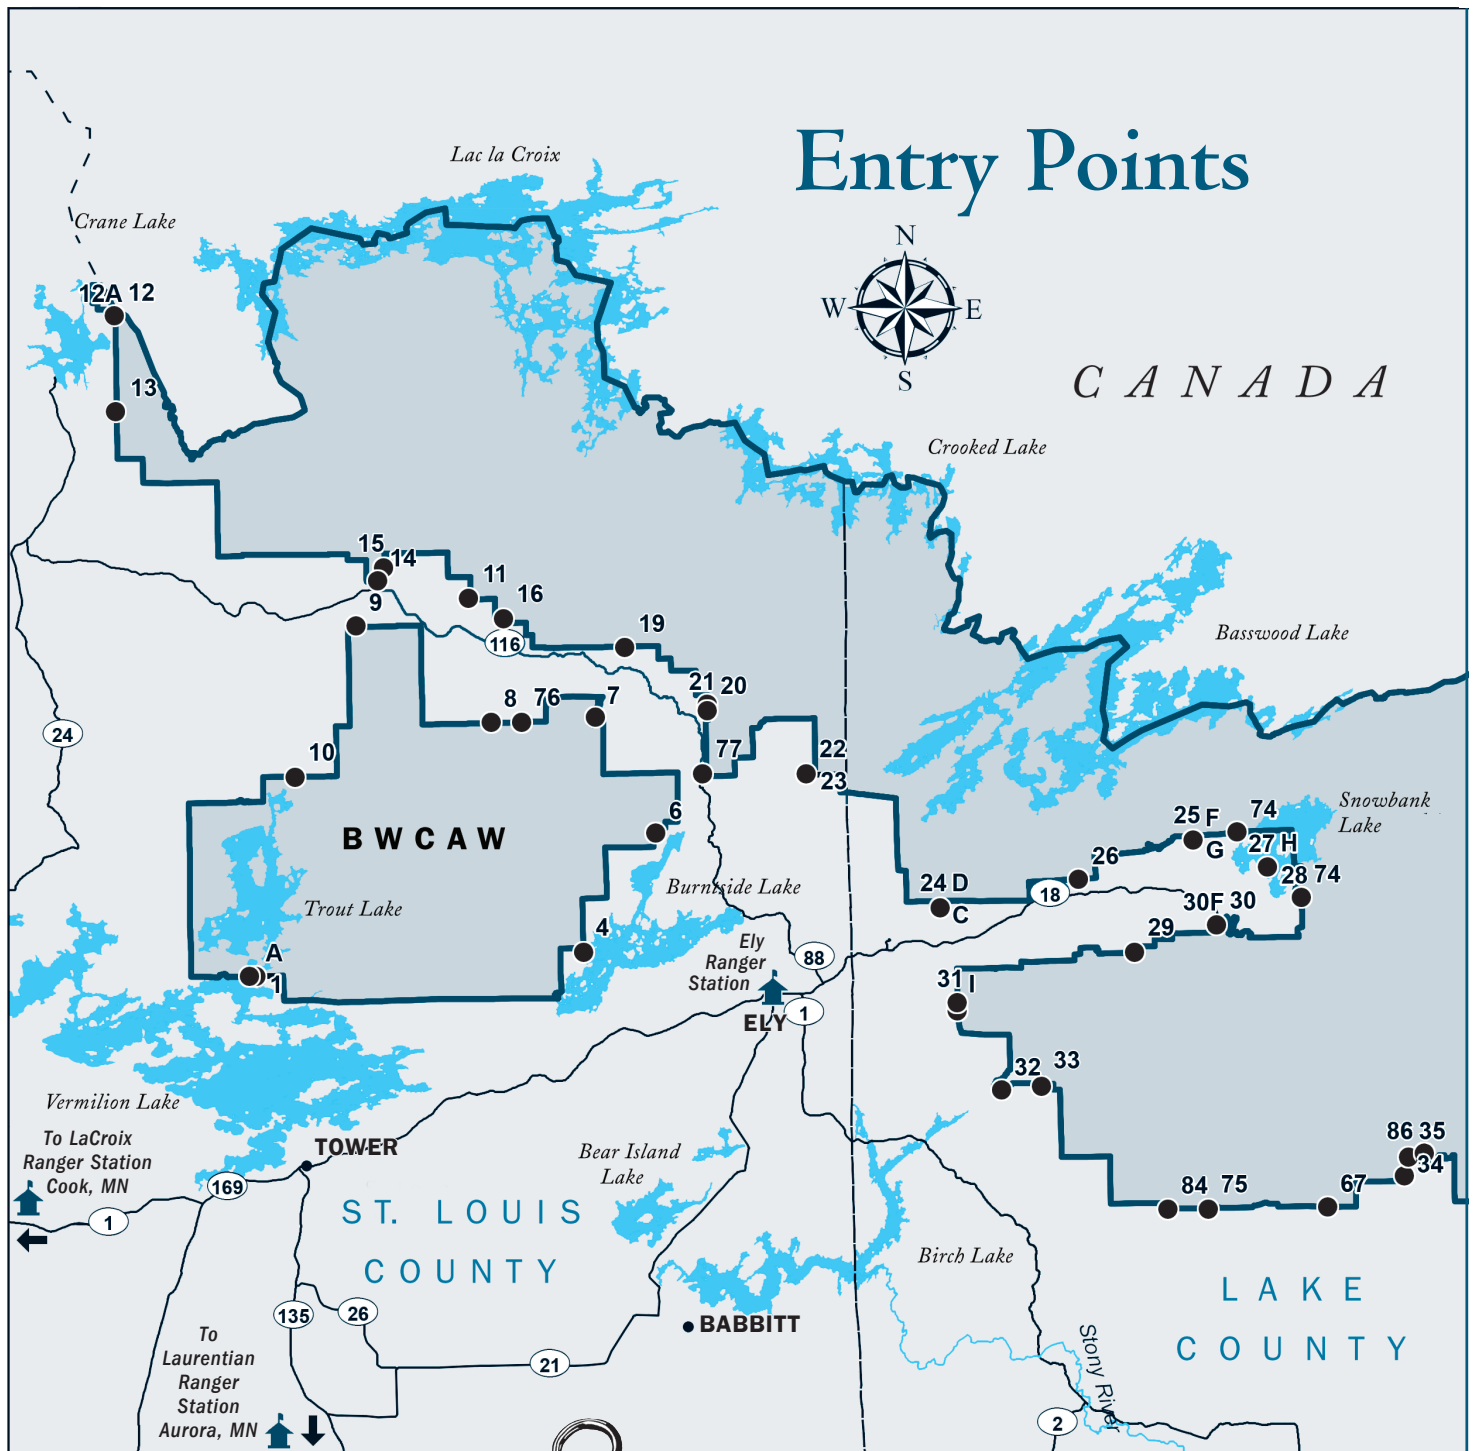 Entry Points
Lac la Croix
Crane Lake
N
W E
S
12A 12
CANADA
13
Crooked Lake
15
14
11
9
16
116
19
Basswood Lake
21 20
8 76 7
24
10
77
22
23
6
BWCAW
Snowbank
Lake
25 F 74
G 27 H
26
28 74
Burntside Lake
24 D
C
18
30F 30
Trout Lake
29
4
A
1
Ely
Ranger
Station
88
31 I
ELY
1
32 33
Vermilion Lake
To LaCroix
Ranger Station
Cook, MN
TOWER
Bear Island
Lake
86 35
34
169
1
84 75 67
ST. LOUIS
COUNTY
Birch Lake
LAKE
COUNTY
135
26
BABBITT
To
Laurentian
Ranger
Station
Aurora, MN
21
Stony River
2